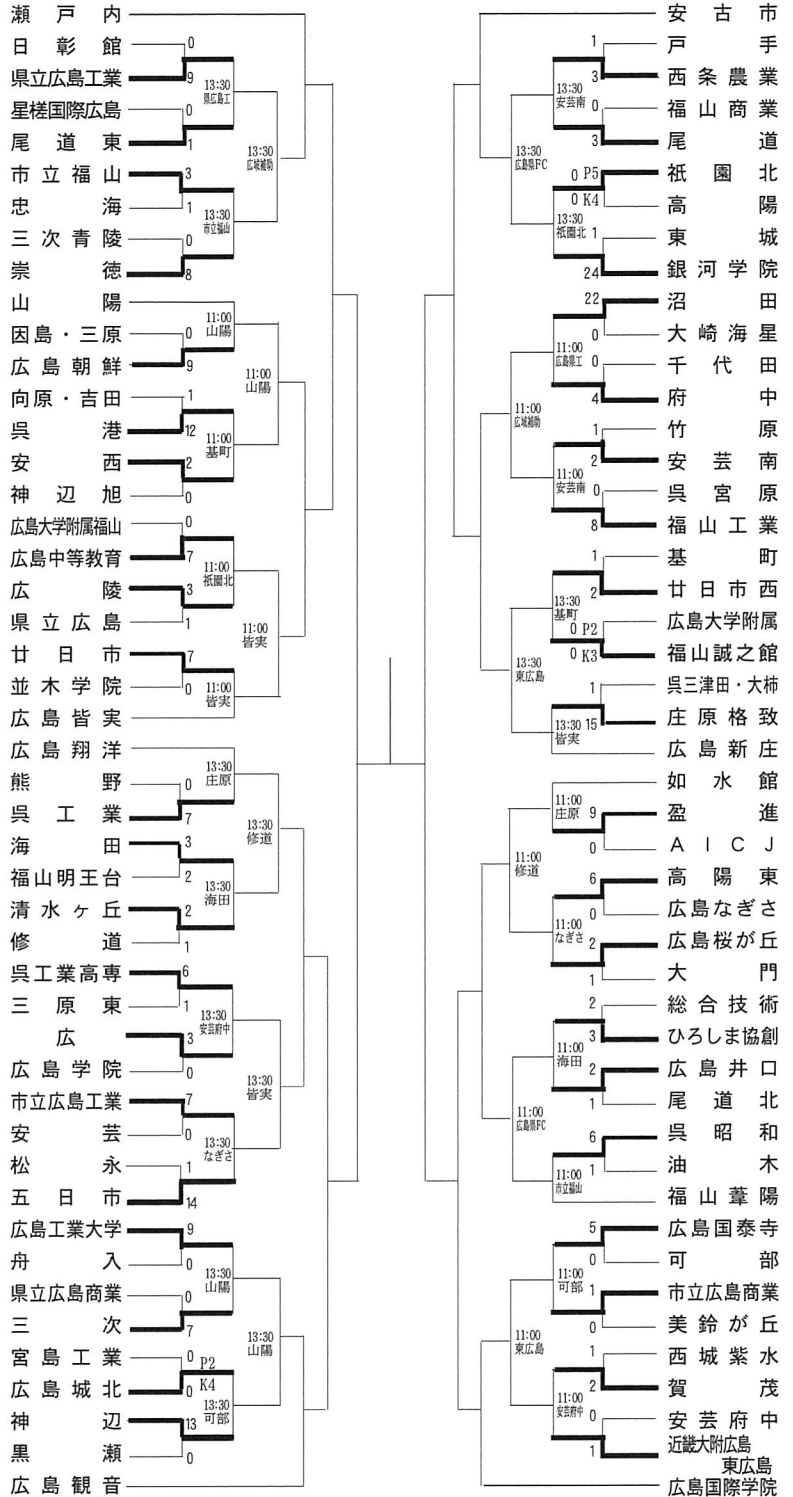 瀬戸内
日彰館
0
県立広島工業
9
13:30
県広島工
星槎国際広島
0
尾道東
1
13:30
広域補助
市立福山
3
忠海
1
13:30
市立福山
三次青陵
0
崇徳
8
山陽
11:00
山陽
因島・三原
0
広島朝鮮
9
11:00
山陽
向原・吉田
1
呉港
12
11:00
基町
安西
2
神辺旭
0
広島大学附属福山
0
広島中等教育
7
11:00
祇園北
広陵
3
県立広島
1
11:00
皆実
廿日市
7
並木学院
0
11:00
皆実
広島皆実
広島翔洋
13:30
庄原
熊野
0
呉工業
7
13:30
修道
海田
3
福山明王台
2
13:30
海田
清水ヶ丘
2
修道
1
呉工業高専
6
三原東
1
13:30
安芸府中
広
3
広島学院
0
13:30
皆実
市立広島工業
7
安芸
0
13:30
なぎさ
松永
1
五日市
14
広島工業大学
9
舟入
0
13:30
山陽
県立広島商業
0
三次
7
13:30
山陽
宮島工業
0 P2
広島城北
0 K4
13:30
可部
神辺
13
黒瀬
0
広島観音
安古市
1
戸手
13:30
安芸南
3
西条農業
0
福山商業
3
尾道
13:30
広島県FC
0 P5
祇園北
0 K4
高陽
13:30
祇園北
1
東城
24
銀河学院
22
沼田
0
大崎海星
11:00
広島県工
0
千代田
4
府中
11:00
広域補助
1
竹原
2
安芸南
11:00
安芸南
0
呉宮原
8
福山工業
1
基町
2
廿日市西
13:30
基町
0 P2
広島大学附属
0 K3
福山誠之館
13:30
東広島
1
呉三津田・大柿
13:30
皆実
15
庄原格致
広島新庄
如水館
11:00
庄原
9
盈進
0
AICJ
11:00
修道
6
高陽東
0
広島なぎさ
11:00
なぎさ
2
広島桜が丘
1
大門
2
総合技術
3
ひろしま協創
11:00
海田
2
広島井口
1
尾道北
11:00
広島県FC
6
呉昭和
1
油木
11:00
市立福山
福山葦陽
5
広島国泰寺
0
可部
11:00
可部
1
市立広島商業
0
美鈴が丘
11:00
東広島
1
西城紫水
2
賀茂
11:00
安芸府中
0
安芸府中
1
近畿大附広島
東広島
広島国際学院